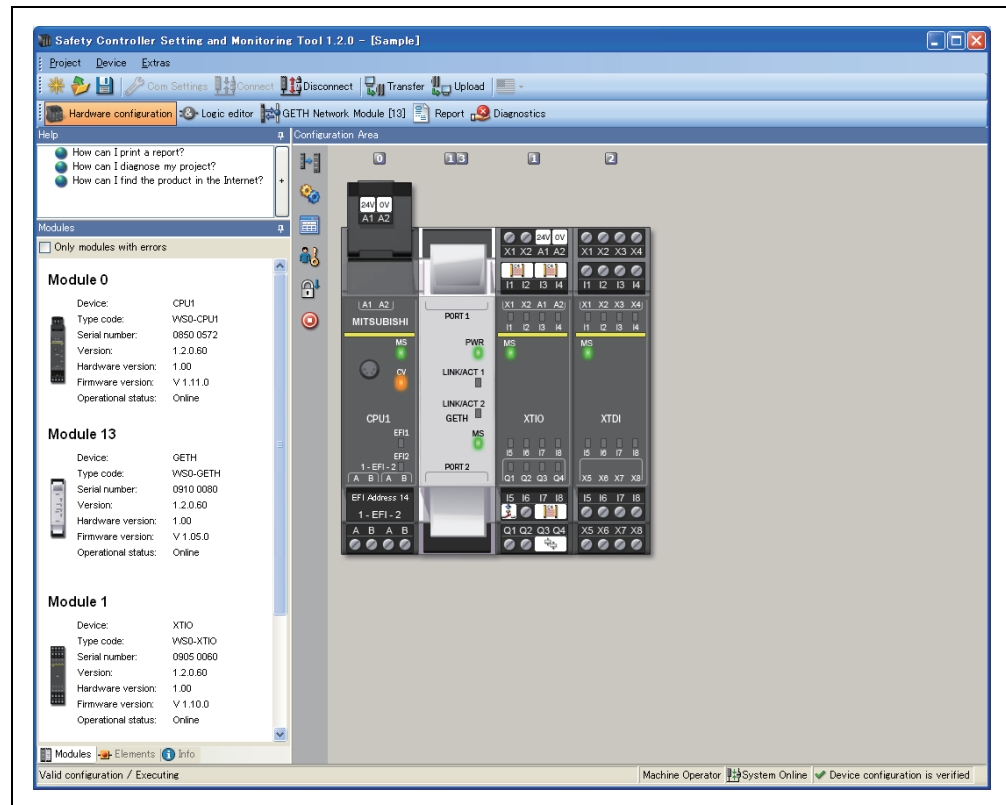 Safety Controller Setting and Monitoring Tool 1.2.0 - [Sample]
Project Device Extras
Com Settings Connect Disconnect Transfer Upload
Hardware configuration Logic editor GETH Network Module [13] Report Diagnostics
Help
How can I print a report?
How can I diagnose my project?
How can I find the product in the Internet?
+
Modules
Only modules with errors
Module 0
Device: CPU1
Type code: WS0-CPU1
Serial number: 0850 0572
Version: 1.2.0.60
Hardware version: 1.00
Firmware version: V 1.11.0
Operational status: Online
Module 13
Device: GETH
Type code: WS0-GETH
Serial number: 0910 0080
Version: 1.2.0.60
Hardware version: 1.00
Firmware version: V 1.05.0
Operational status: Online
Module 1
Device: XTIO
Type code: WS0-XTIO
Serial number: 0905 0060
Version: 1.2.0.60
Hardware version: 1.00
Firmware version: V 1.10.0
Operational status: Online
Modules Elements Info
Configuration Area
0 13 1 2
24V 0V
A1 A2
24V 0V
X1 X2 A1 A2 X1 X2 X3 X4
I1 I2 I3 I4 I1 I2 I3 I4
A1 A2 PORT 1 X1 X2 A1 A2 X1 X2 X3 X4
MITSUBISHI I1 I2 I3 I4 I1 I2 I3 I4
MS PWR MS MS
CV LINK/ACT 1
LINK/ACT 2
CPU1 GETH XTIO XTDI
EFI1 MS
EFI2 I5 I6 I7 I8 I5 I6 I7 I8
1 - EFI - 2 PORT 2
A B A B Q1 Q2 Q3 Q4 X5 X6 X7 X8
EFI Address 14 I5 I6 I7 I8 I5 I6 I7 I8
1 - EFI - 2
A B A B Q1 Q2 Q3 Q4 X5 X6 X7 X8
Valid configuration / Executing Machine Operator System Online Device configuration is verified